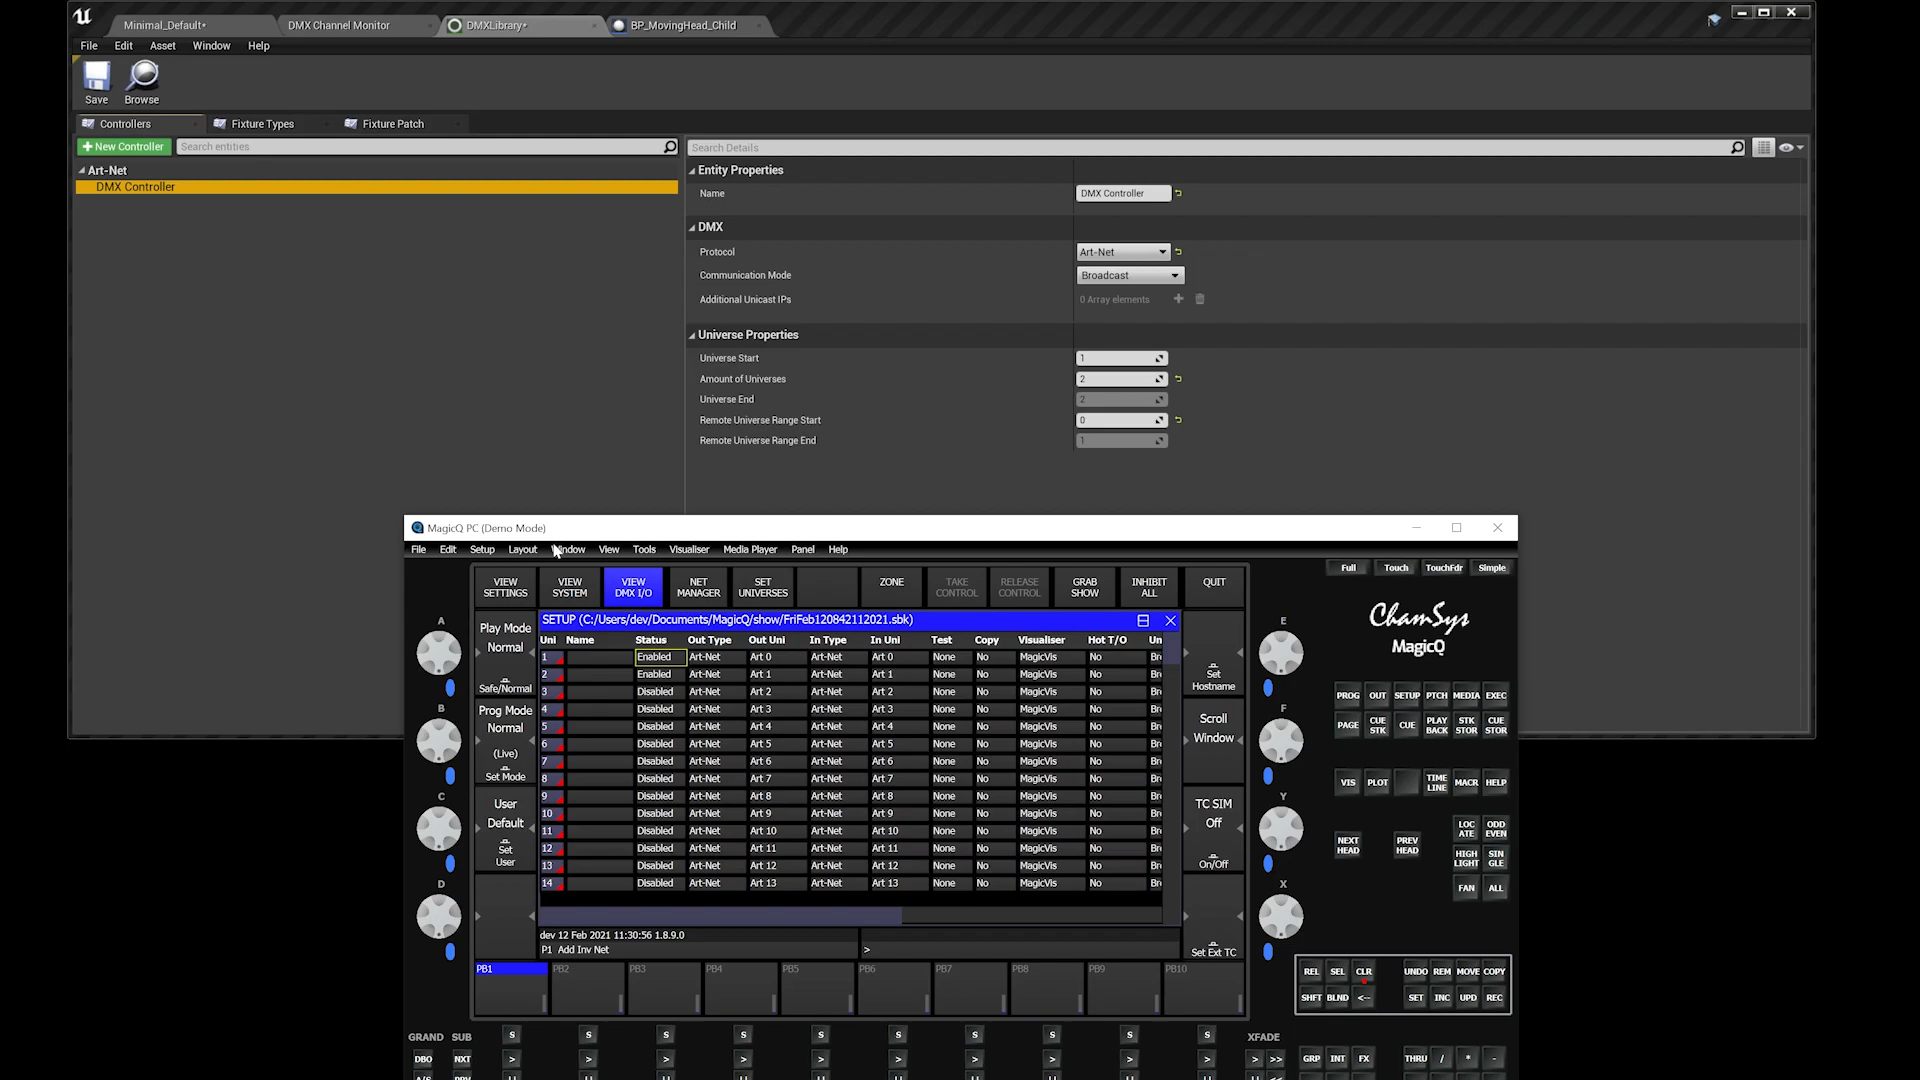 Minimal_Default*
DMX Channel Monitor
DMXLibrary*
BP_MovingHead_Child
File Edit Asset Window Help
Save Browse
Controllers Fixture Types Fixture Patch
New Controller
Search entities
Search Details
Art-Net
DMX Controller
Entity Properties
Name DMX Controller
DMX
Protocol Art-Net
Communication Mode Broadcast
Additional Unicast IPs 0 Array elements
Universe Properties
Universe Start 1
Amount of Universes 2
Universe End 2
Remote Universe Range Start 0
Remote Universe Range End 1
MagicQ PC (Demo Mode)
File Edit Setup Layout Window View Tools Visualiser Media Player Panel Help
Full Touch TouchFdr Simple
VIEW SETTINGS
VIEW SYSTEM
VIEW DMX I/O
NET MANAGER
SET UNIVERSES
ZONE
TAKE CONTROL
RELEASE CONTROL
GRAB SHOW
INHIBIT ALL
QUIT
SETUP (C:/Users/dev/Documents/MagicQ/show/FriFeb120842112021.sbk)
Uni Name Status Out Type Out Uni In Type In Uni Test Copy Visualiser Hot T/O Un
1 Enabled Art-Net Art 0 Art-Net Art 0 None No MagicVis No Br
2 Enabled Art-Net Art 1 Art-Net Art 1 None No MagicVis No Br
3 Disabled Art-Net Art 2 Art-Net Art 2 None No MagicVis No Br
4 Disabled Art-Net Art 3 Art-Net Art 3 None No MagicVis No Br
5 Disabled Art-Net Art 4 Art-Net Art 4 None No MagicVis No Br
6 Disabled Art-Net Art 5 Art-Net Art 5 None No MagicVis No Br
7 Disabled Art-Net Art 6 Art-Net Art 6 None No MagicVis No Br
8 Disabled Art-Net Art 7 Art-Net Art 7 None No MagicVis No Br
9 Disabled Art-Net Art 8 Art-Net Art 8 None No MagicVis No Br
10 Disabled Art-Net Art 9 Art-Net Art 9 None No MagicVis No Br
11 Disabled Art-Net Art 10 Art-Net Art 10 None No MagicVis No Br
12 Disabled Art-Net Art 11 Art-Net Art 11 None No MagicVis No Br
13 Disabled Art-Net Art 12 Art-Net Art 12 None No MagicVis No Br
14 Disabled Art-Net Art 13 Art-Net Art 13 None No MagicVis No Br
A
B
C
D
Play Mode
Normal
Safe/Normal
Prog Mode
Normal
(Live)
Set Mode
User
Default
Set
User
Set
Hostname
Scroll
Window
TC SIM
Off
On/Off
Set Ext TC
E
F
Y
X
dev 12 Feb 2021 11:30:56 1.8.9.0
P1 Add Inv Net
>
PB1 PB2 PB3 PB4 PB5 PB6 PB7 PB8 PB9 PB10
ChamSys
MagicQ
PROG OUT SETUP PTCH MEDIA EXEC
PAGE CUE STK CUE PLAY BACK STK STOR CUE STOR
VIS PLOT TIME LINE MACR HELP
NEXT HEAD PREV HEAD
LOC ATE ODD EVEN
HIGH LIGHT SIN GLE
FAN ALL
REL SEL CLR UNDO REM MOVE COPY
SHFT BLND <-- SET INC UPD REC
GRAND SUB S S S S S S S S S S XFADE
DBO NXT > > > > > > > > > > > >> GRP INT FX THRU / * -